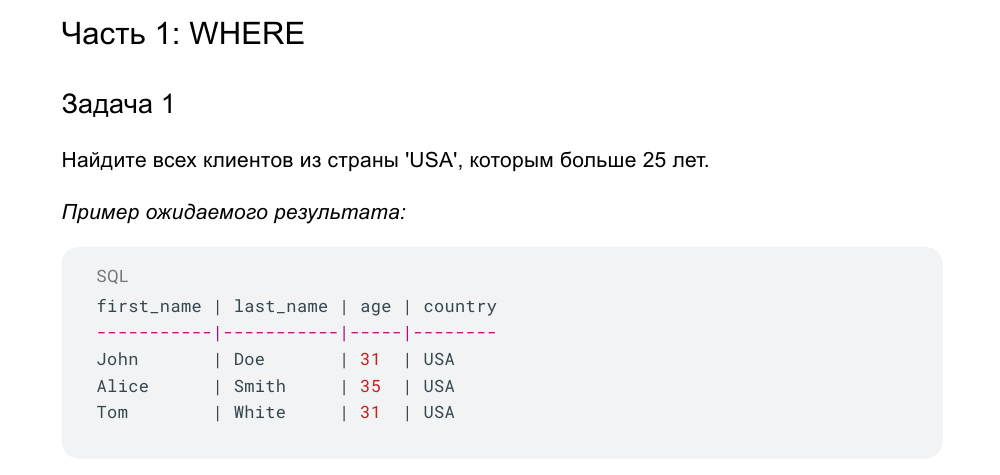 Часть 1: WHERE
Задача 1
Найдите всех клиентов из страны 'USA', которым больше 25 лет.
Пример ожидаемого результата:
SQL
first_name | last_name | age | country
-----------|-----------|-----|--------
John       | Doe       | 31  | USA
Alice      | Smith     | 35  | USA
Tom        | White     | 31  | USA